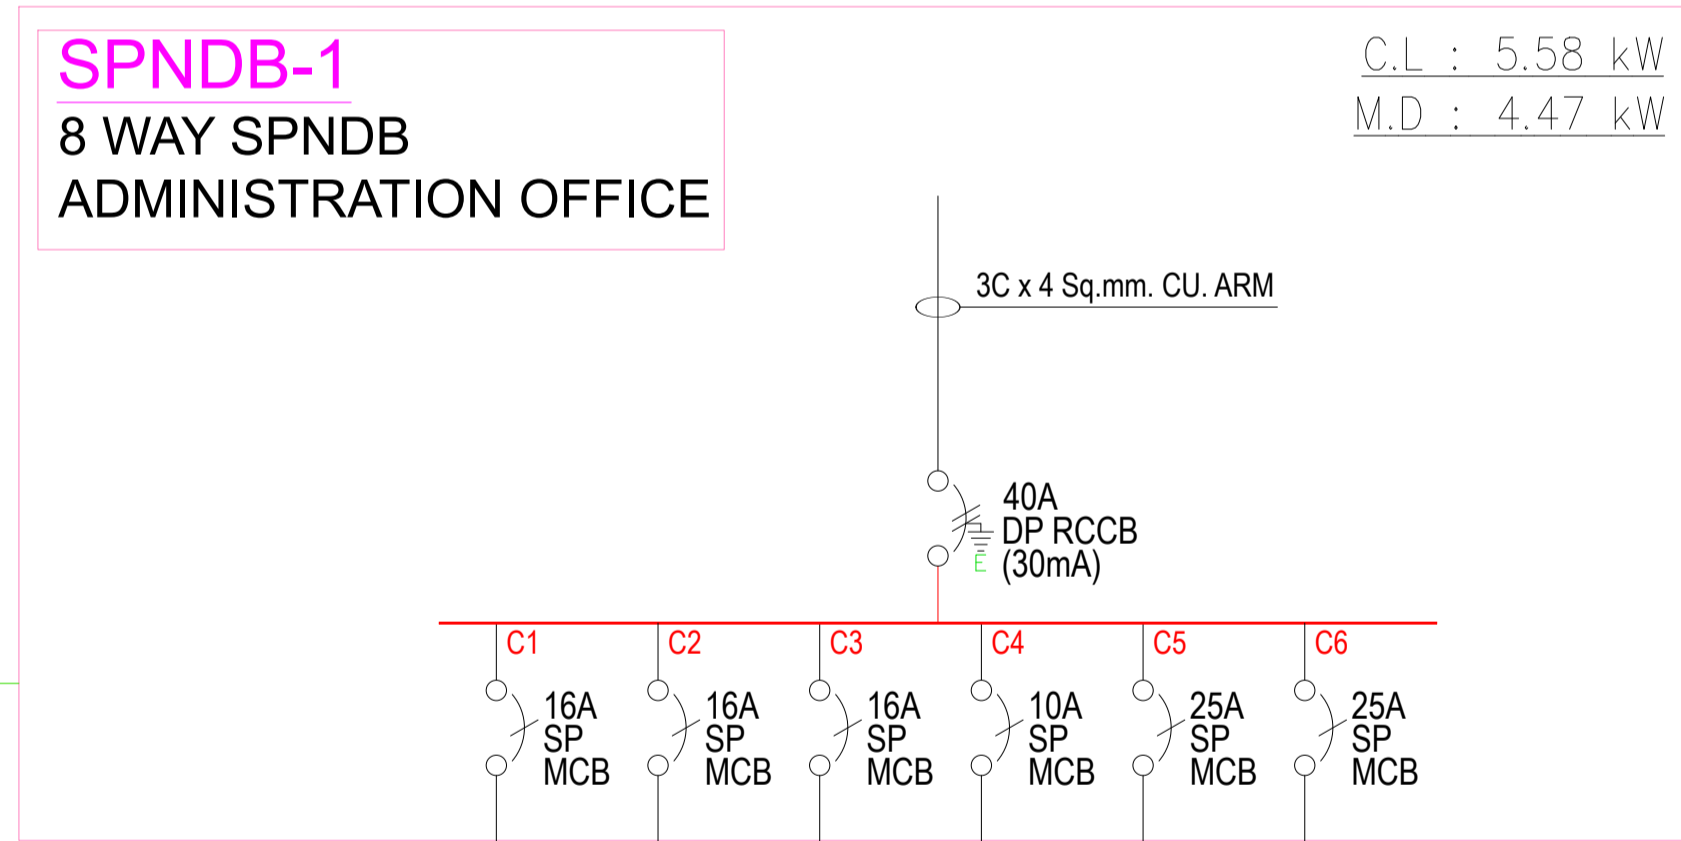 SPNDB-1
8 WAY SPNDB
ADMINISTRATION OFFICE
C.L : 5.58 kW
M.D : 4.47 kW
3C x 4 Sq.mm. CU. ARM
40A
DP RCCB
(30mA)
E
C1
16A
SP
MCB
C2
16A
SP
MCB
C3
16A
SP
MCB
C4
10A
SP
MCB
C5
25A
SP
MCB
C6
25A
SP
MCB